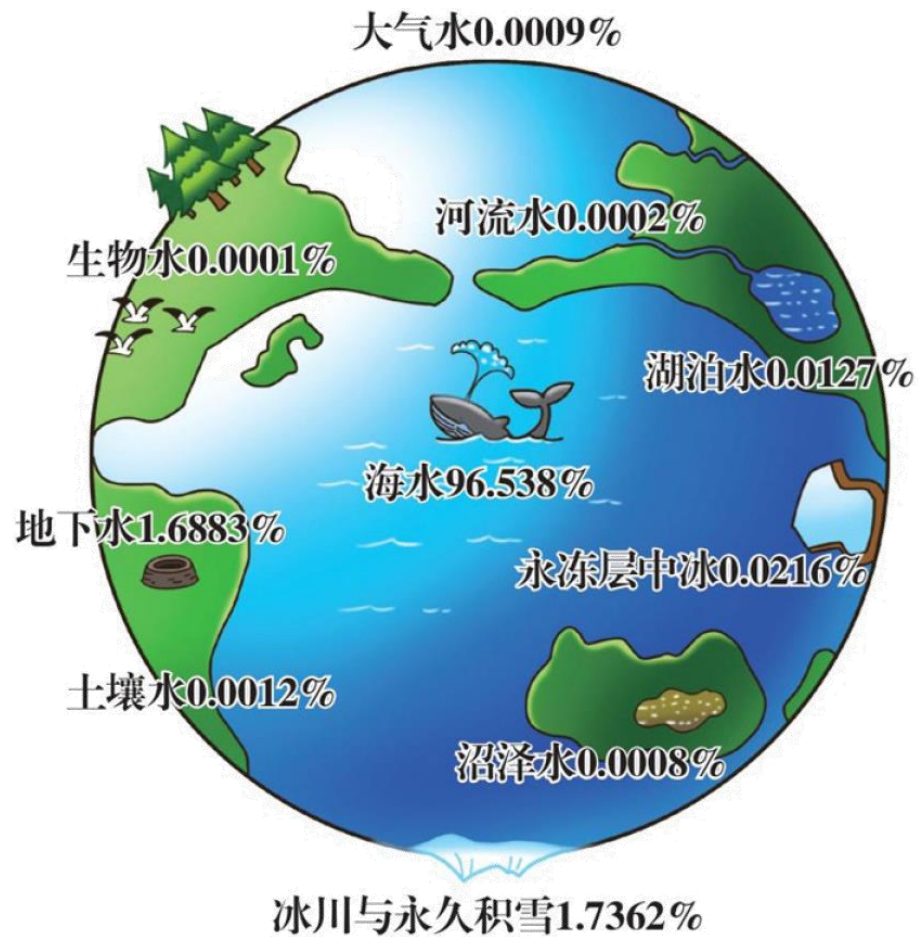 大气水0.0009%
河流水0.0002%
生物水0.0001%
湖泊水0.0127%
海水96.538%
地下水1.6883%
永冻层中冰0.0216%
土壤水0.0012%
沼泽水0.0008%
冰川与永久积雪1.7362%